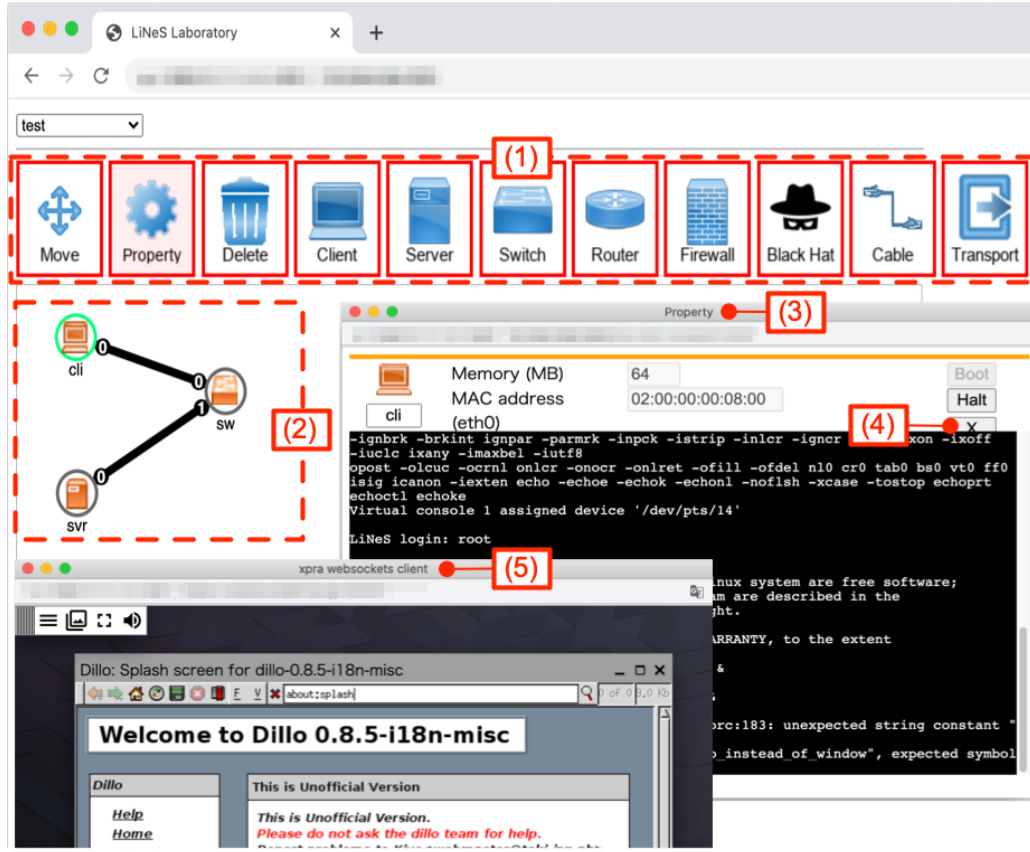 LiNeS Laboratory
test
(1)
Move Property Delete Client Server Switch Router Firewall Black Hat Cable Transport
(2)
cli
0
0
1
sw
0
svr
Property
(3)
Memory (MB) 64 Boot
MAC address 02:00:00:00:08:00 Halt
cli (eth0) X
(4)
-ignbrk -brkint ignpar -parmrk -inpck -istrip -inlcr -igncr xon -ixoff
-iuclc ixany -imaxbel -iutf8
opost -olcuc -ocrnl onlcr -onocr -onlret -ofill -ofdel nl0 cr0 tab0 bs0 vt0 ff0
isig icanon -iexten echo -echoe -echok -echonl -noflsh -xcase -tostop echoprt
echoctl echoke
Virtual console 1 assigned device '/dev/pts/14'
LiNeS login: root
inux system are free software;
am are described in the
ght.
ARRANTY, to the extent
&
orc:183: unexpected string constant "
o_instead_of_window", expected symbol
xpra websockets client
(5)
Dillo: Splash screen for dillo-0.8.5-i18n-misc
F V about:splash 0 of 0 9.0 Kb
Welcome to Dillo 0.8.5-i18n-misc
Dillo
Help
Home
This is Unofficial Version
This is Unofficial Version.
Please do not ask the dillo team for help.